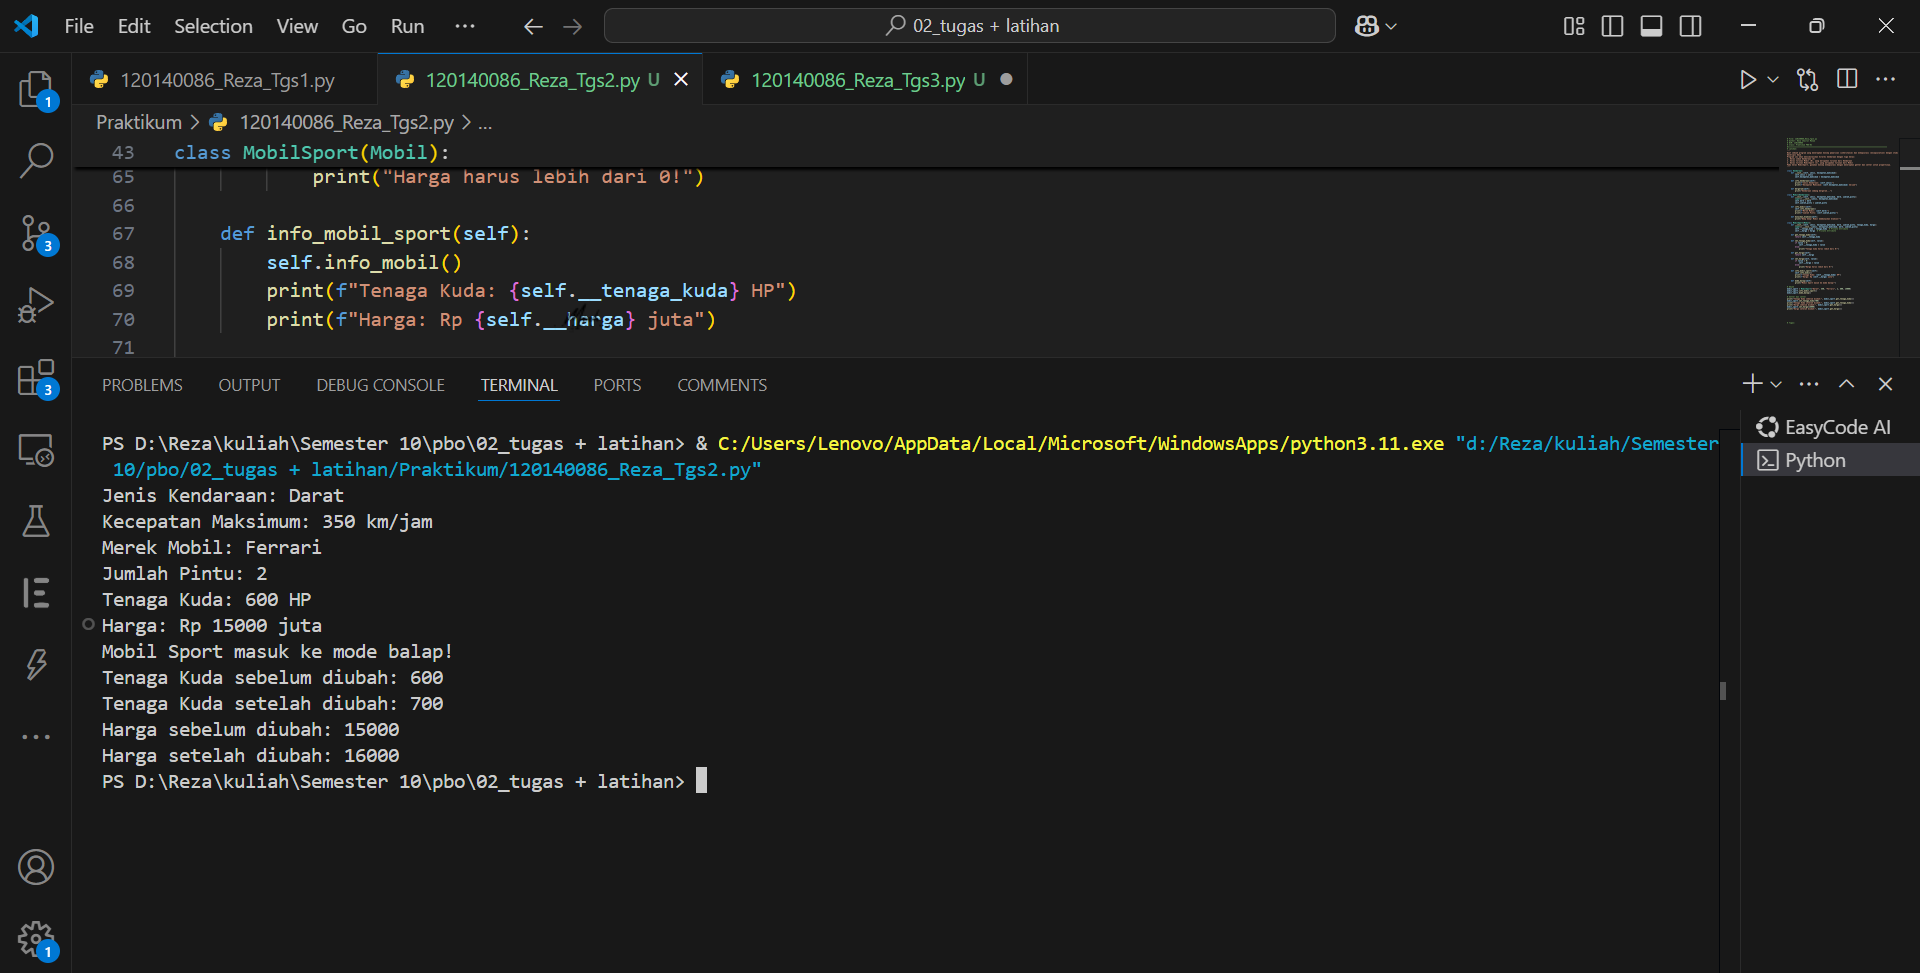 File Edit Selection View Go Run ··· 02_tugas + latihan
120140086_Reza_Tgs1.py 120140086_Reza_Tgs2.py U 120140086_Reza_Tgs3.py U
Praktikum > 120140086_Reza_Tgs2.py > ...
43 class MobilSport(Mobil):
65 print("Harga harus lebih dari 0!")
66
67 def info_mobil_sport(self):
68 self.info_mobil()
69 print(f"Tenaga Kuda: {self.__tenaga_kuda} HP")
70 print(f"Harga: Rp {self.__harga} juta")
71
PROBLEMS OUTPUT DEBUG CONSOLE TERMINAL PORTS COMMENTS
PS D:\Reza\kuliah\Semester 10\pbo\02_tugas + latihan> & C:/Users/Lenovo/AppData/Local/Microsoft/WindowsApps/python3.11.exe "d:/Reza/kuliah/Semester
10/pbo/02_tugas + latihan/Praktikum/120140086_Reza_Tgs2.py"
Jenis Kendaraan: Darat
Kecepatan Maksimum: 350 km/jam
Merek Mobil: Ferrari
Jumlah Pintu: 2
Tenaga Kuda: 600 HP
Harga: Rp 15000 juta
Mobil Sport masuk ke mode balap!
Tenaga Kuda sebelum diubah: 600
Tenaga Kuda setelah diubah: 700
Harga sebelum diubah: 15000
Harga setelah diubah: 16000
PS D:\Reza\kuliah\Semester 10\pbo\02_tugas + latihan>
EasyCode AI
Python
1
3
3
1